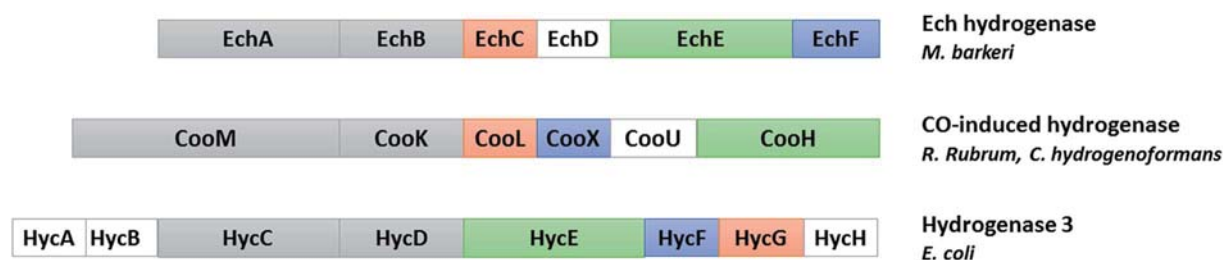 EchA EchB EchC EchD EchE EchF
Ech hydrogenase
M. barkeri
CooM CooK CooL CooX CooU CooH
CO-induced hydrogenase
R. Rubrum, C. hydrogenoformans
HycA HycB HycC HycD HycE HycF HycG HycH
Hydrogenase 3
E. coli